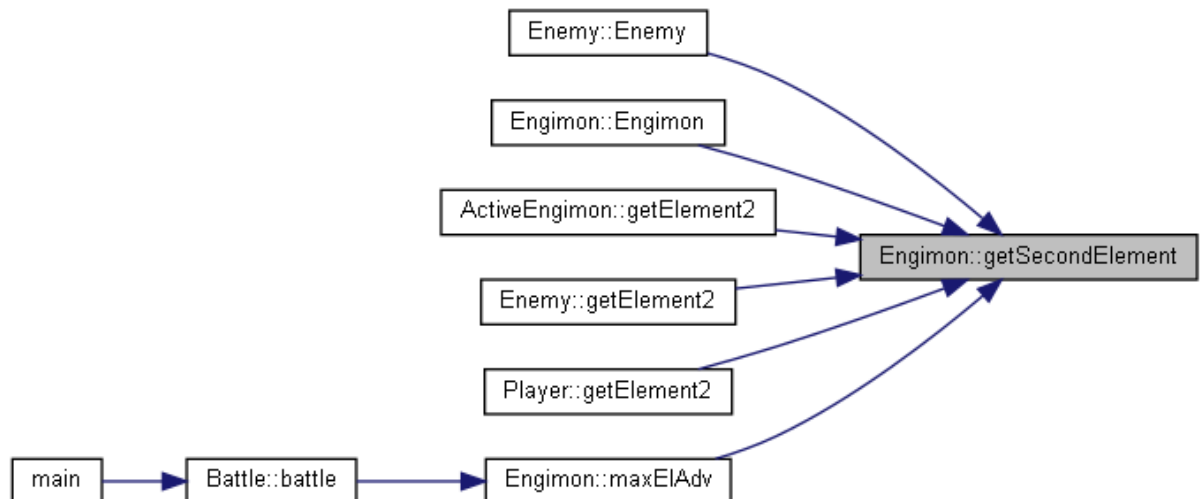 Enemy::Enemy
Engimon::Engimon
ActiveEngimon::getElement2
Engimon::getSecondElement
Enemy::getElement2
Player::getElement2
main
Battle::battle
Engimon::maxElAdv